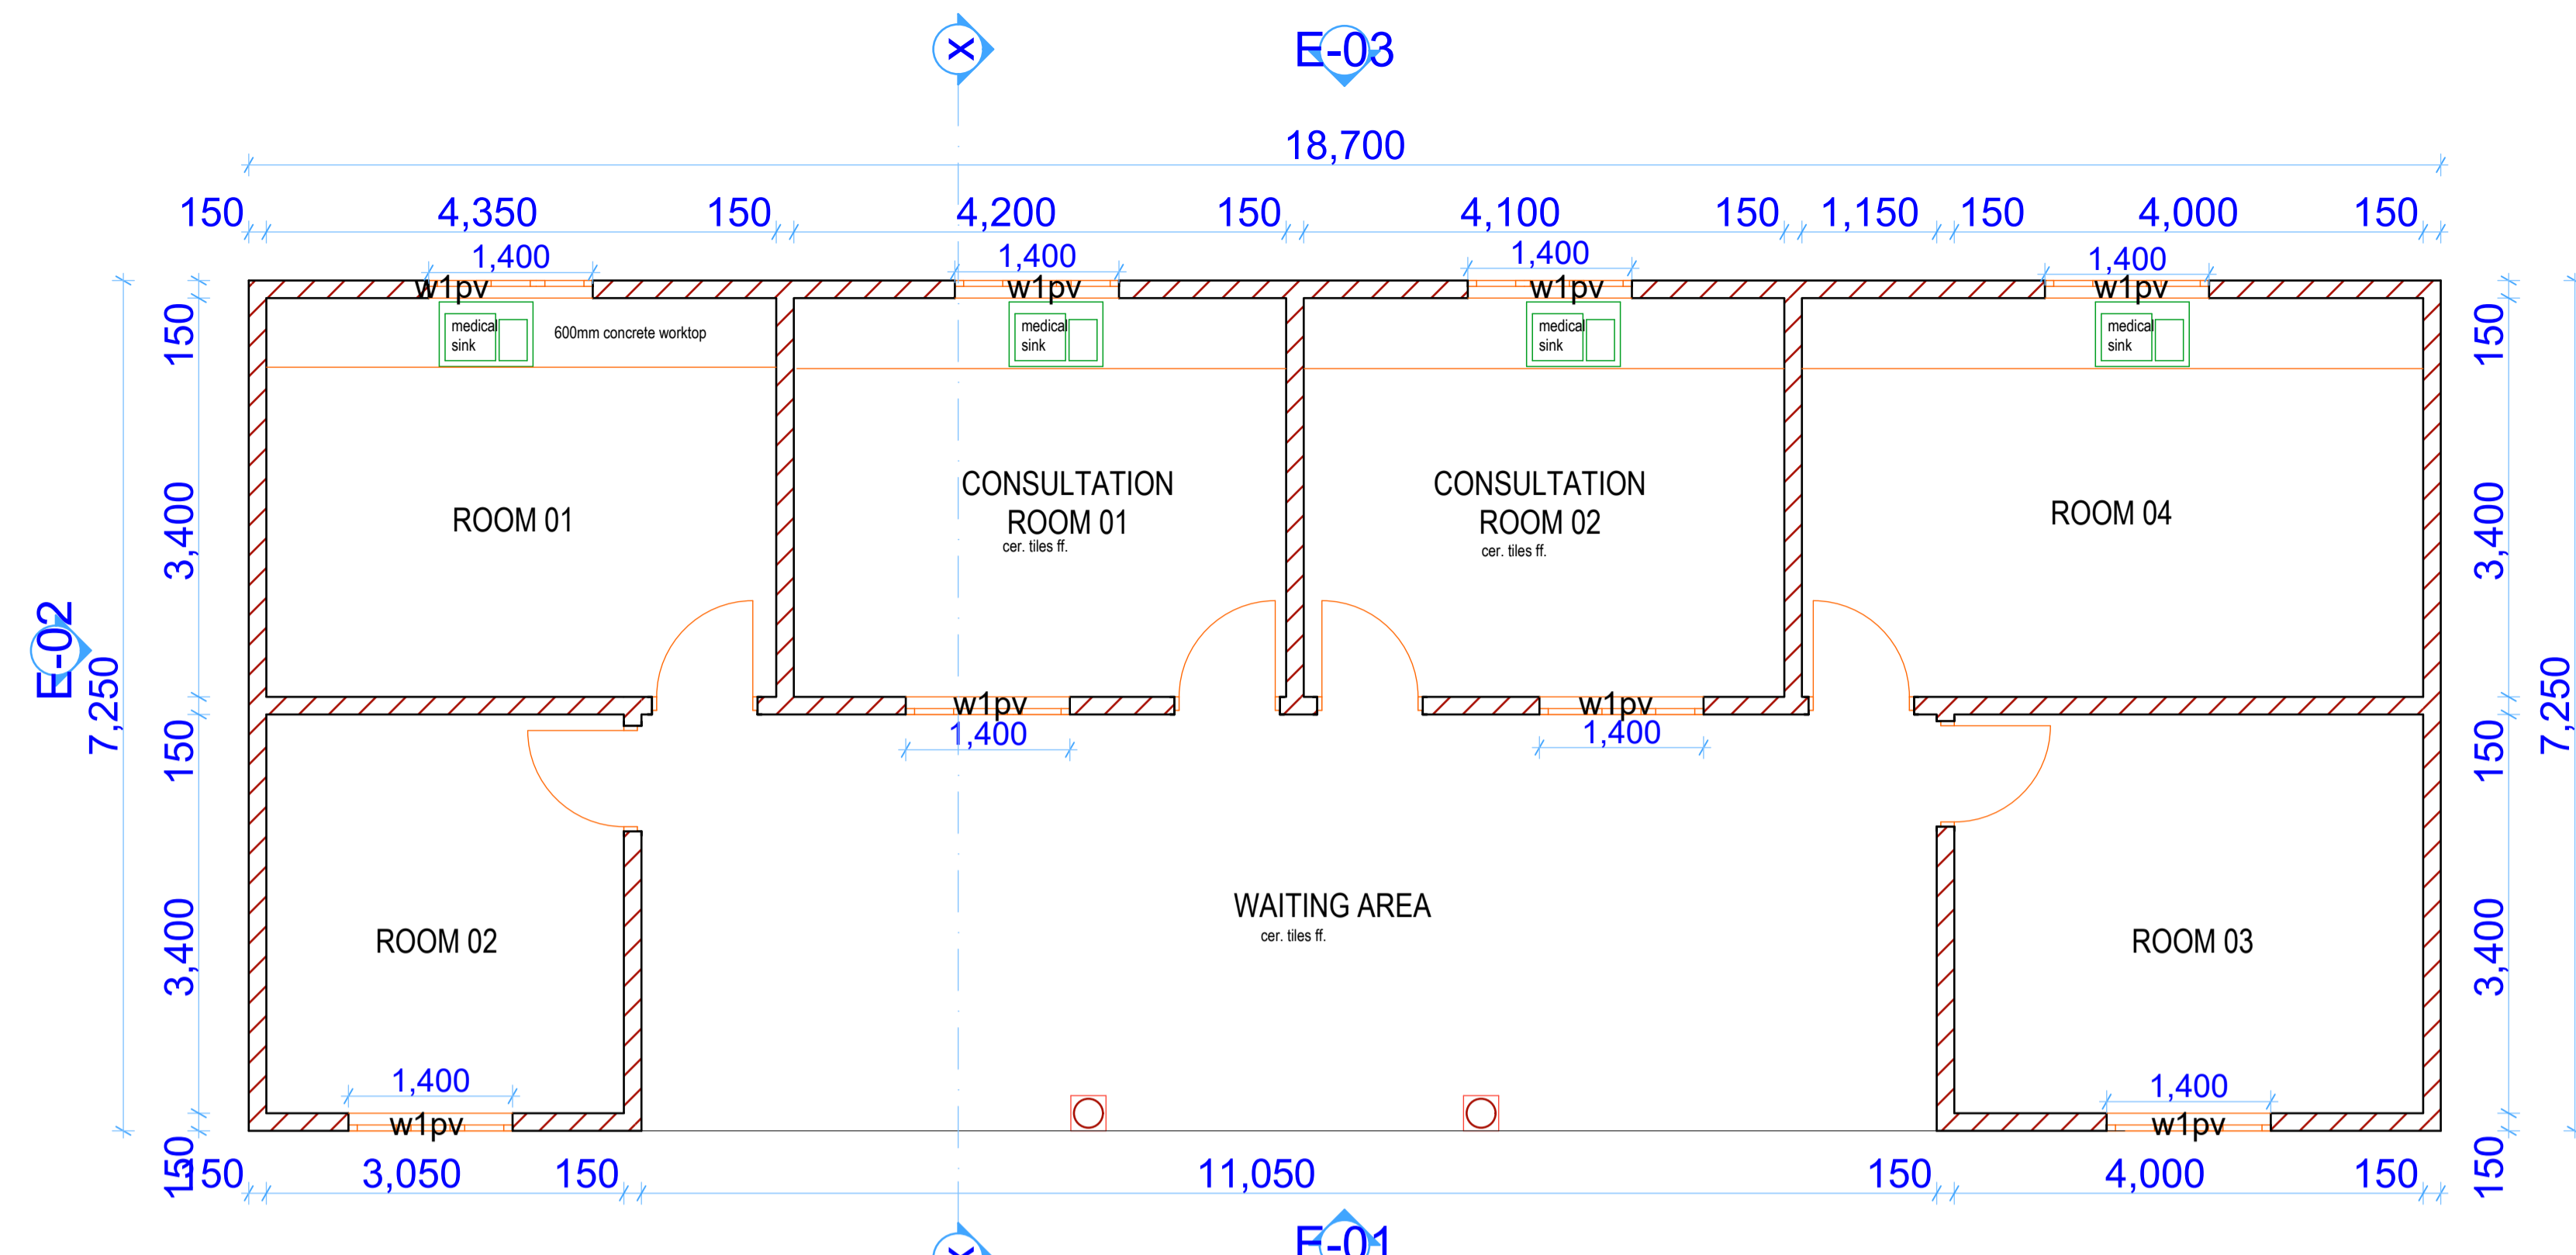 X
E-03
18,700
150 4,350 150 4,200 150 4,100 150 1,150 150 4,000 150
1,400 1,400 1,400 1,400
w1pv w1pv w1pv w1pv
150 150
medical
sink
600mm concrete worktop
medical
sink
medical
sink
medical
sink
3,400 3,400
ROOM 01
CONSULTATION
ROOM 01
cer. tiles ff.
CONSULTATION
ROOM 02
cer. tiles ff.
ROOM 04
E-02
7,250 7,250
w1pv w1pv
1,400 1,400
150 150
3,400 3,400
ROOM 02
WAITING AREA
cer. tiles ff.
ROOM 03
1,400 1,400
w1pv w1pv
150 150
150 3,050 150 11,050 150 4,000 150
X
E-01